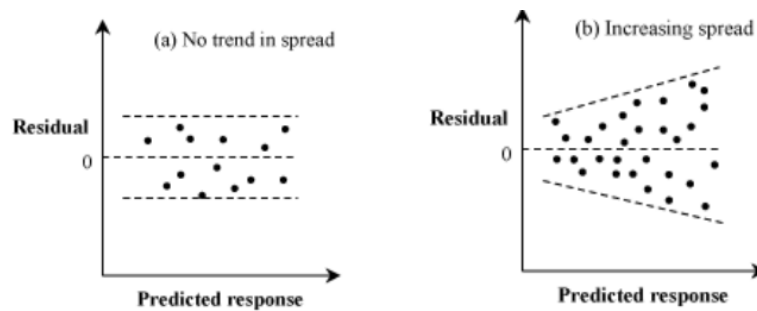 (a) No trend in spread
Residual
0
Predicted response
(b) Increasing spread
Residual
0
Predicted response